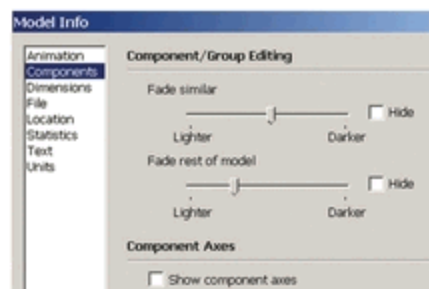 Model Info
Animation
Components
Dimensions
File
Location
Statistics
Text
Units
Component/Group Editing
Fade similar
Hide
Lighter Darker
Fade rest of model
Hide
Lighter Darker
Component Axes
Show component axes